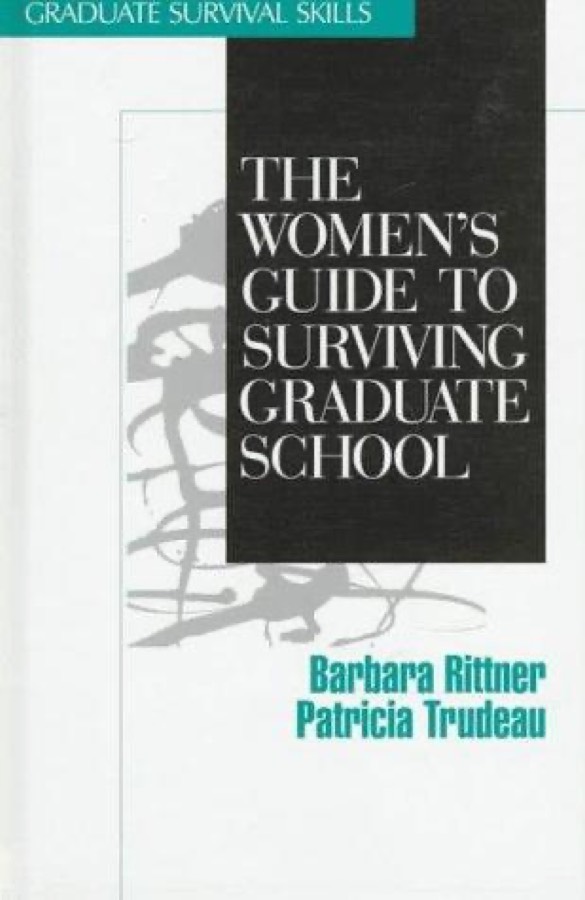 GRADUATE SURVIVAL SKILLS
THE
WOMEN'S
GUIDE TO
SURVIVING
GRADUATE
SCHOOL
Barbara Rittner
Patricia Trudeau